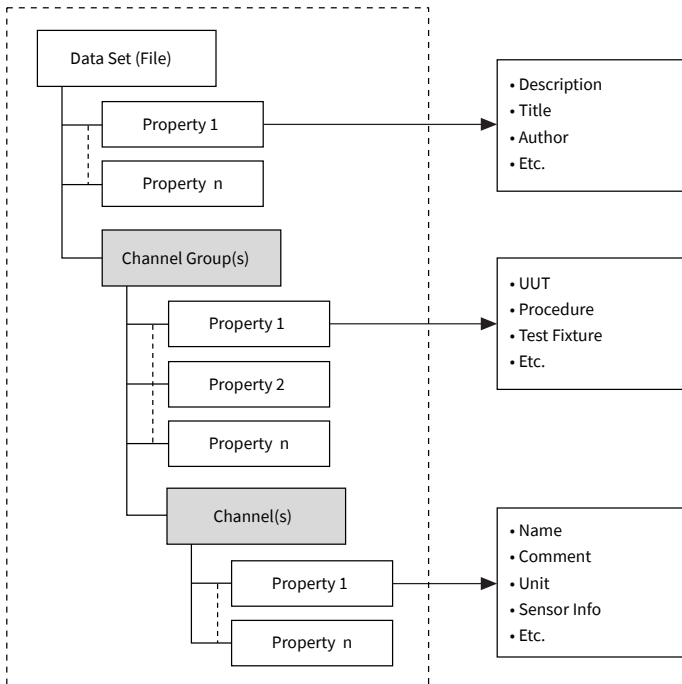 Data Set (File)
Property 1
Property n
Channel Group(s)
Property 1
Property 2
Property n
Channel(s)
Property 1
Property n
• Description
• Title
• Author
• Etc.
• UUT
• Procedure
• Test Fixture
• Etc.
• Name
• Comment
• Unit
• Sensor Info
• Etc.